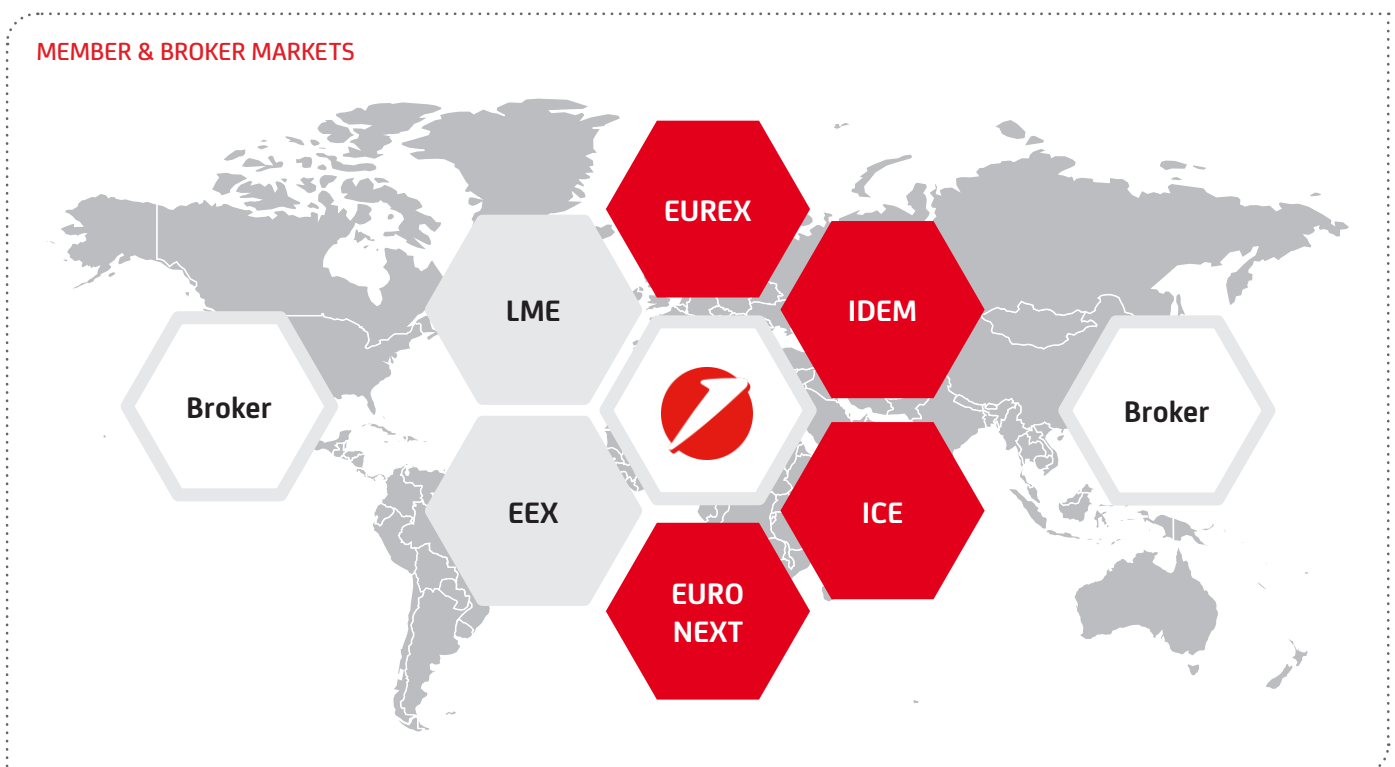 MEMBER & BROKER MARKETS
EUREX
LME
IDEM
Broker
Broker
EEX
ICE
EURO
NEXT